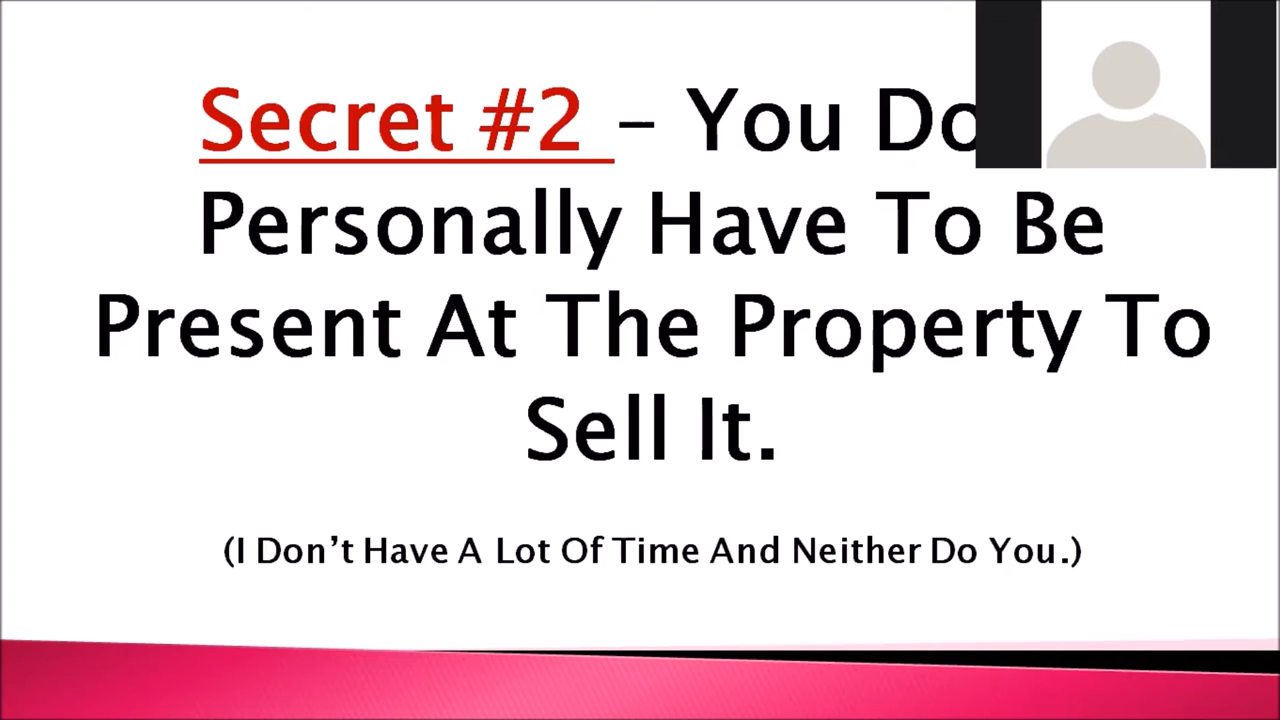 Secret #2 – You Do
Personally Have To Be
Present At The Property To
Sell It.
(I Don’t Have A Lot Of Time And Neither Do You.)